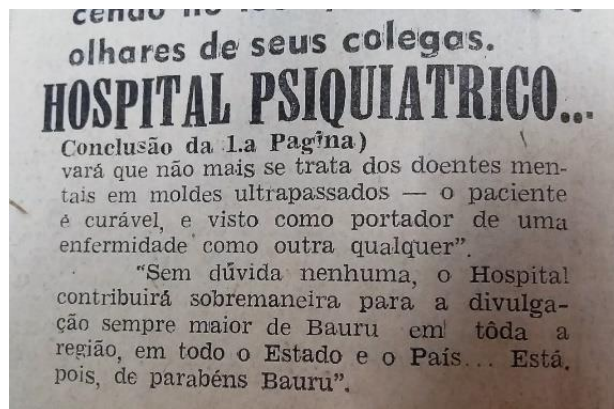 olhares de seus colegas.
HOSPITAL PSIQUIATRICO...
Conclusão da 1.a Pagina)
vará que não mais se trata dos doentes men-
tais em moldes ultrapassados — o paciente
é curável, e visto como portador de uma
enfermidade como outra qualquer”.
“Sem dúvida nenhuma, o Hospital
contribuirá sobremaneira para a divulga-
ção sempre maior de Bauru em tôda a
região, em todo o Estado e o País... Está,
pois, de parabéns Bauru”.